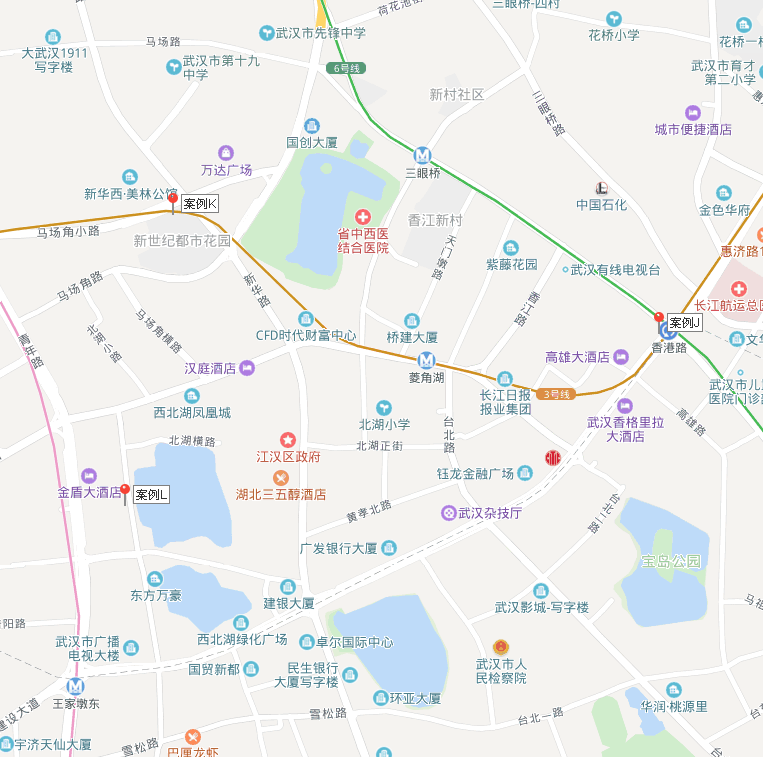 荷花池街
三眼桥-四村
武汉市先锋中学
花桥小学
大武汉1911
写字楼
马场路
武汉市第十九
中学
6号线
武汉市育才
第二小学
新村社区
三眼桥路
城市便捷酒店
国创大厦
万达广场
三眼桥
新华西·美林公馆
案例K
中国石化
金色华府
马场角小路
新世纪都市花园
省中西医
结合医院
香江新村
天门墩路
紫藤花园
武汉有线电视台
马场角路
新华路
香江路
长江航运总医
案例J
香港路
青年路
北湖小路
马场角横路
CFD时代财富中心
桥建大厦
菱角湖
高雄大酒店
汉庭酒店
长江日报
报业集团
3号线
武汉市儿
西北湖凤凰城
北湖小学
台北路
武汉香格里拉
大酒店
高雄路
北湖横路
江汉区政府
北湖正街
金盾大酒店
案例L
湖北三五醇酒店
钰龙金融广场
台北二路
黄孝北路
武汉杂技厅
广发银行大厦
宝岛公园
东方万豪
建银大厦
武汉影城-写字楼
武汉市广播
电视大楼
西北湖绿化广场
卓尔国际中心
国贸新都
民生银行
大厦写字楼
武汉市人
民检察院
王家墩东
环亚大厦
华润·桃源里
建设大道
雪松路
台北一路
宇济天仙大厦
雪松路
巴厘龙虾